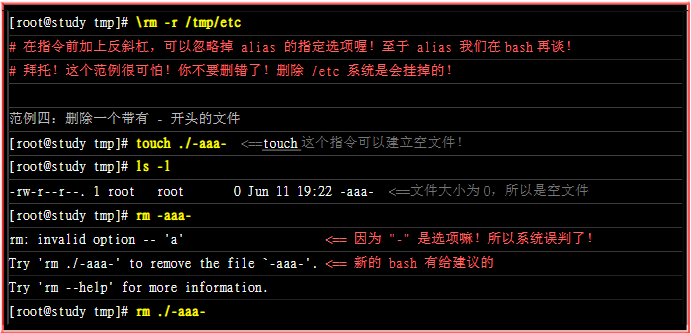 [root@study tmp]# \rm -r /tmp/etc
# 在指令前加上反斜杠，可以忽略掉 alias 的指定选项喔！至于 alias 我们在bash再谈！
# 拜托！这个范例很可怕！你不要删错了！删除 /etc 系统是会挂掉的！
范例四：删除一个带有 - 开头的文件
[root@study tmp]# touch ./-aaa- <==touch这个指令可以建立空文件！
[root@study tmp]# ls -l
-rw-r--r--. 1 root root 0 Jun 11 19:22 -aaa- <==文件大小为0，所以是空文件
[root@study tmp]# rm -aaa-
rm: invalid option -- 'a' <== 因为 "-" 是选项嘛！所以系统误判了！
Try 'rm ./-aaa-' to remove the file `-aaa-'. <== 新的 bash 有给建议的
Try 'rm --help' for more information.
[root@study tmp]# rm ./-aaa-